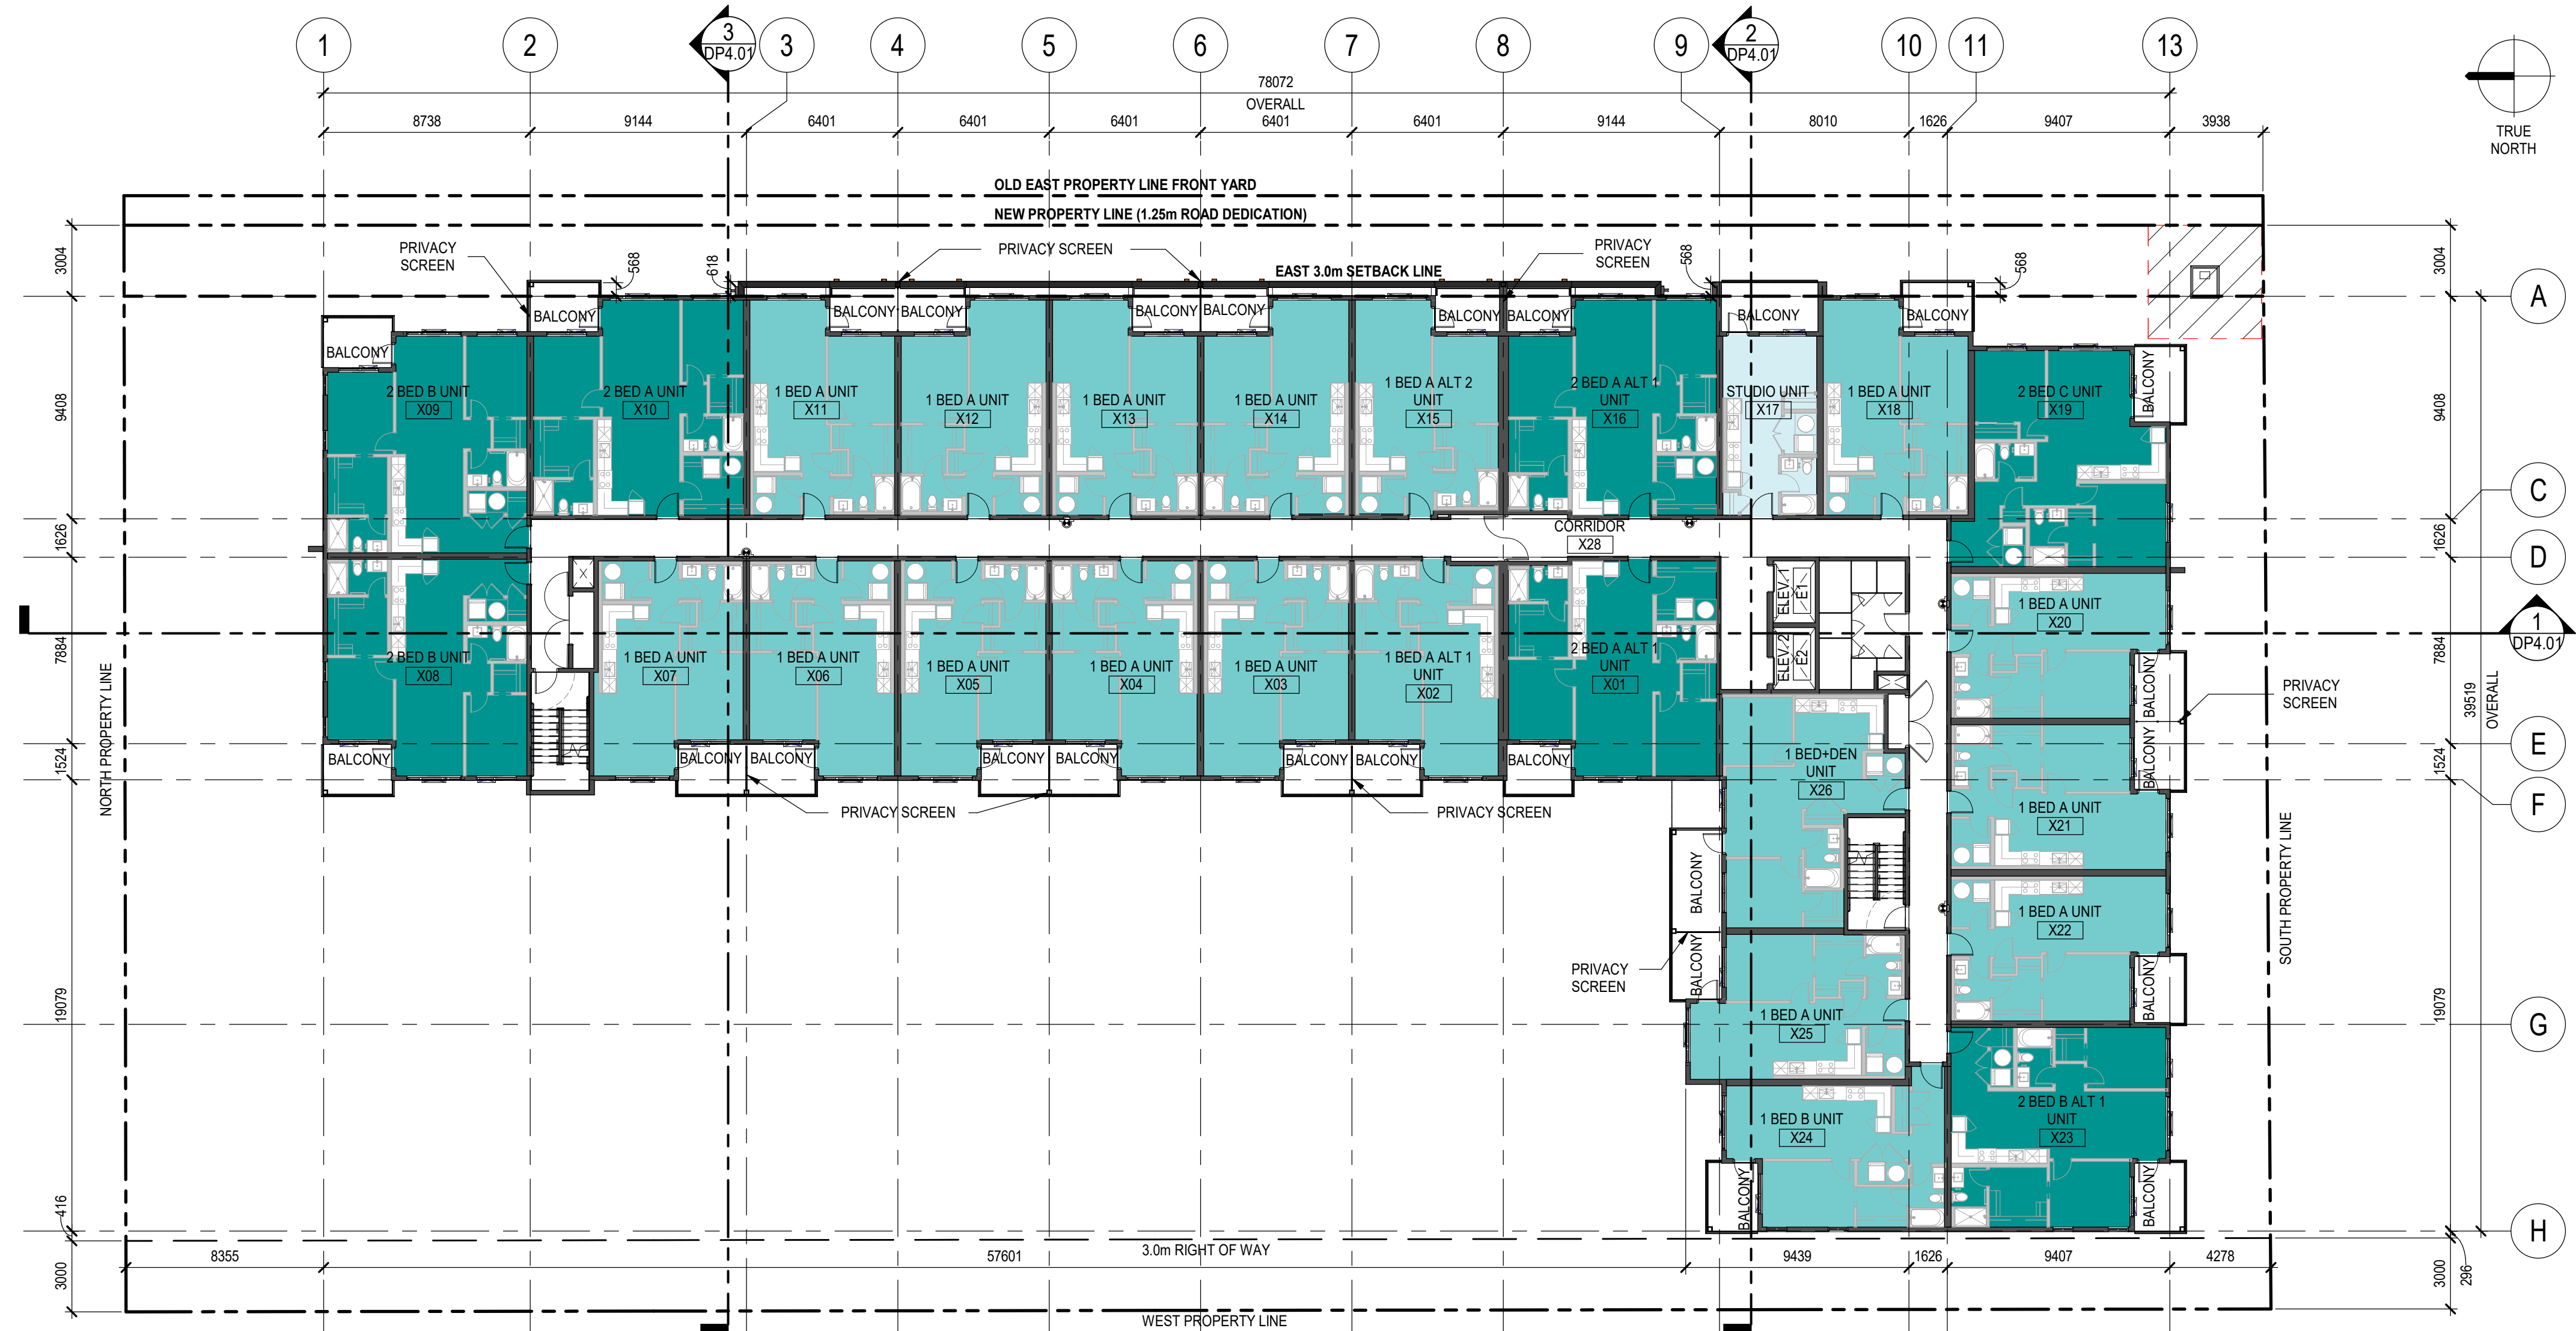 1
2
3
DP4.01
3
4
5
6
7
8
9
2
DP4.01
10
11
13
78072
OVERALL
8738
9144
6401
6401
6401
6401
6401
9144
8010
1626
9407
3938
TRUE
NORTH
OLD EAST PROPERTY LINE FRONT YARD
NEW PROPERTY LINE (1.25m ROAD DEDICATION)
PRIVACY
SCREEN
568
618
PRIVACY SCREEN
EAST 3.0m SETBACK LINE
PRIVACY
SCREEN
568
568
3004
3004
A
BALCONY
BALCONY
BALCONY
BALCONY
BALCONY
BALCONY
BALCONY
BALCONY
BALCONY
BALCONY
BALCONY
2 BED B UNIT
X09
2 BED A UNIT
X10
1 BED A UNIT
X11
1 BED A UNIT
X12
1 BED A UNIT
X13
1 BED A UNIT
X14
1 BED A ALT 2
UNIT
X15
2 BED A ALT 1
UNIT
X16
STUDIO UNIT
X17
1 BED A UNIT
X18
2 BED C UNIT
X19
BALCONY
9408
9408
C
1626
CORRIDOR
X28
1626
D
ELEV. 1
E1
ELEV. 2
E2
1 BED A UNIT
X20
1
DP4.01
7884
2 BED B UNIT
X08
1 BED A UNIT
X07
1 BED A UNIT
X06
1 BED A UNIT
X05
1 BED A UNIT
X04
1 BED A UNIT
X03
1 BED A ALT 1
UNIT
X02
2 BED A ALT 1
UNIT
X01
BALCONY
7884
39519
OVERALL
PRIVACY
SCREEN
NORTH PROPERTY LINE
1524
BALCONY
BALCONY
BALCONY
BALCONY
BALCONY
BALCONY
BALCONY
BALCONY
1 BED+DEN
UNIT
X26
BALCONY
1524
E
F
PRIVACY SCREEN
PRIVACY SCREEN
1 BED A UNIT
X21
SOUTH PROPERTY LINE
BALCONY
1 BED A UNIT
X22
BALCONY
PRIVACY
SCREEN
BALCONY
19079
19079
1 BED A UNIT
X25
G
1 BED B UNIT
X24
2 BED B ALT 1
UNIT
X23
BALCONY
BALCONY
416
H
8355
57601
3.0m RIGHT OF WAY
9439
1626
9407
4278
3000
3000
296
WEST PROPERTY LINE